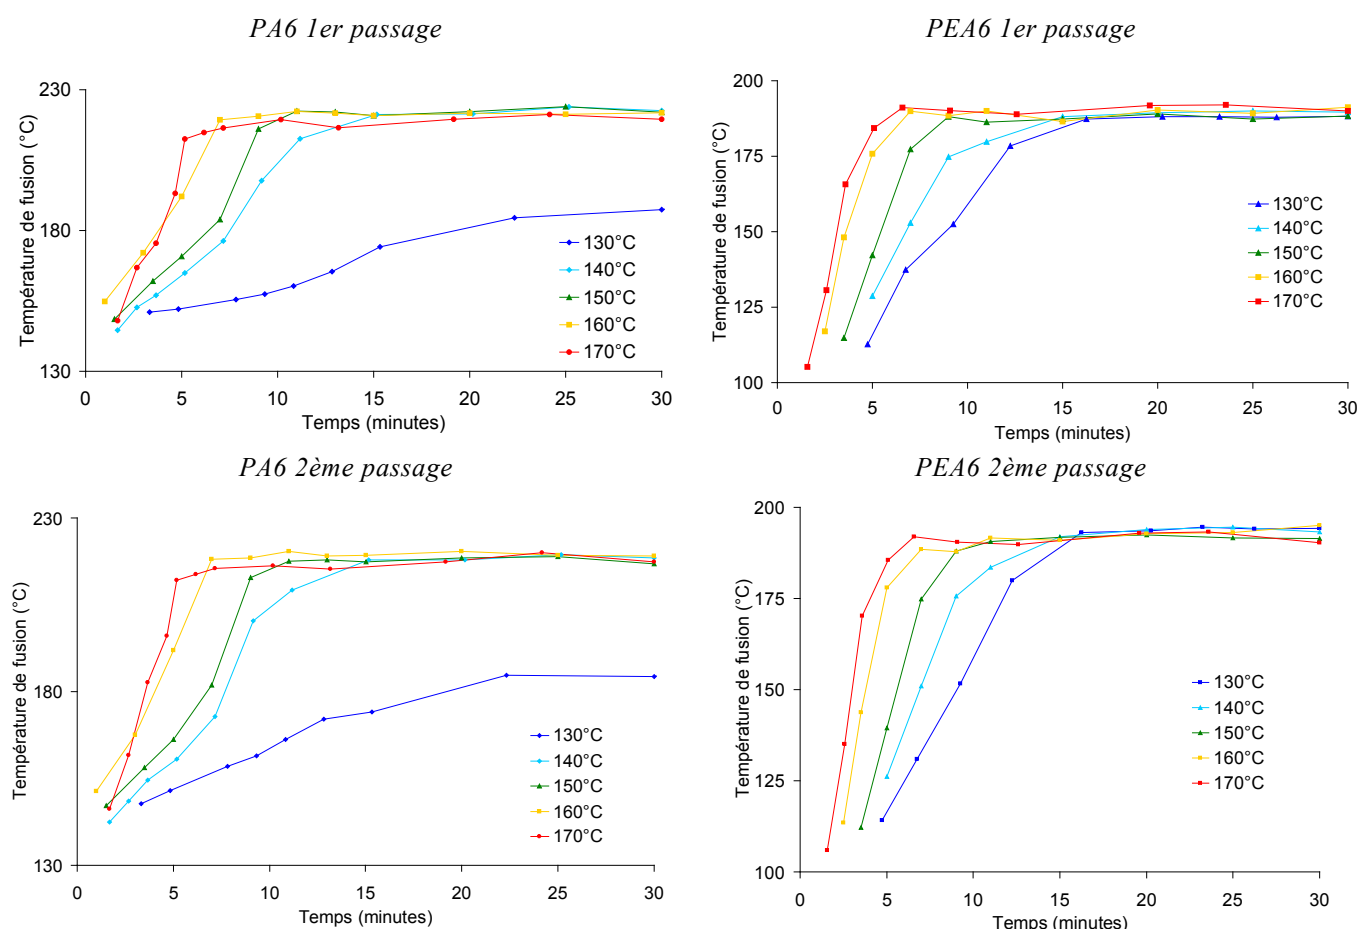 PA6 1er passage
Température de fusion (°C)
230
180
130
0 5 10 15 20 25 30
Temps (minutes)
130°C
140°C
150°C
160°C
170°C
PEA6 1er passage
Température de fusion (°C)
200
175
150
125
100
0 5 10 15 20 25 30
Temps (minutes)
130°C
140°C
150°C
160°C
170°C
PA6 2ème passage
Température de fusion (°C)
230
180
130
0 5 10 15 20 25 30
Temps (minutes)
130°C
140°C
150°C
160°C
170°C
PEA6 2ème passage
Température de fusion (°C)
200
175
150
125
100
0 5 10 15 20 25 30
Temps (minutes)
130°C
140°C
150°C
160°C
170°C